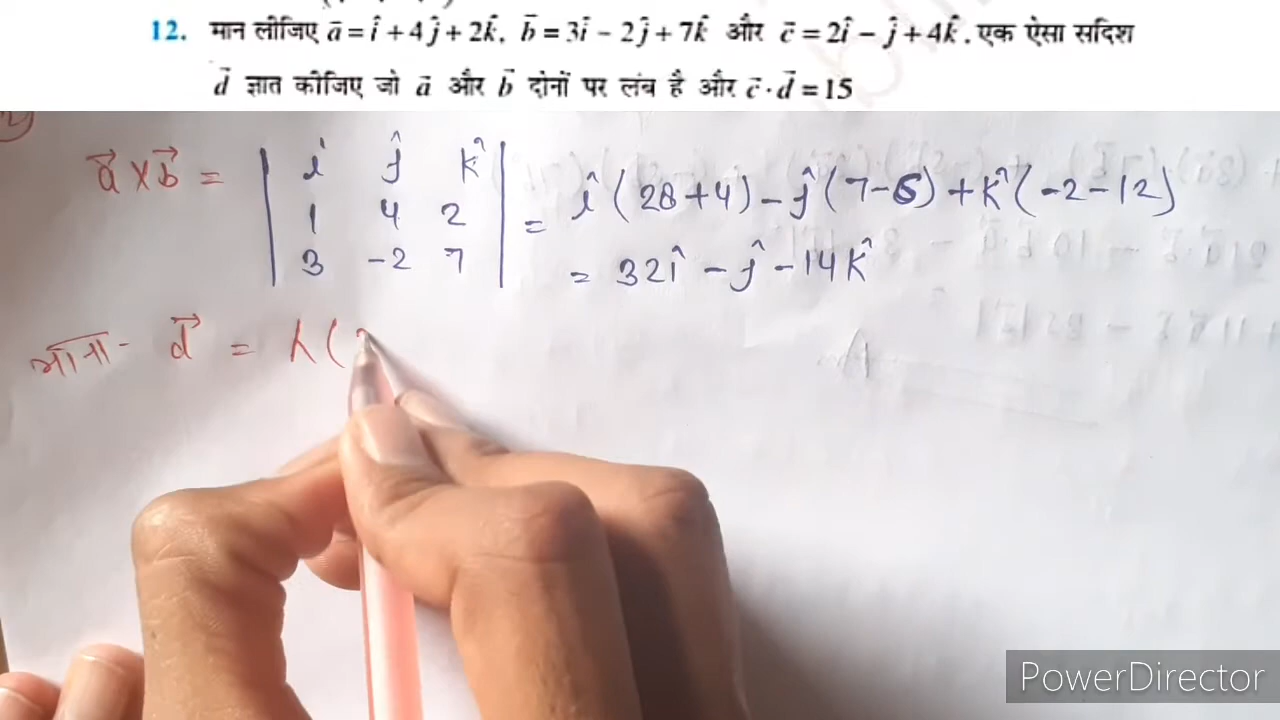 12. मान लीजिए a⃗ = î + 4ĵ + 2k̂, b⃗ = 3î − 2ĵ + 7k̂ और c⃗ = 2î − ĵ + 4k̂. एक ऐसा सदिश
d⃗ ज्ञात कीजिए जो a⃗ और b⃗ दोनों पर लंब है और c⃗ · d⃗ = 15
a⃗ × b⃗ = | î ĵ k̂ | = î (28+4) − ĵ (7−6) + k̂ (−2−12)
| 1 4 2 |
| 3 −2 7 | = 32î − ĵ − 14k̂
माना - d⃗ = λ (
PowerDirector